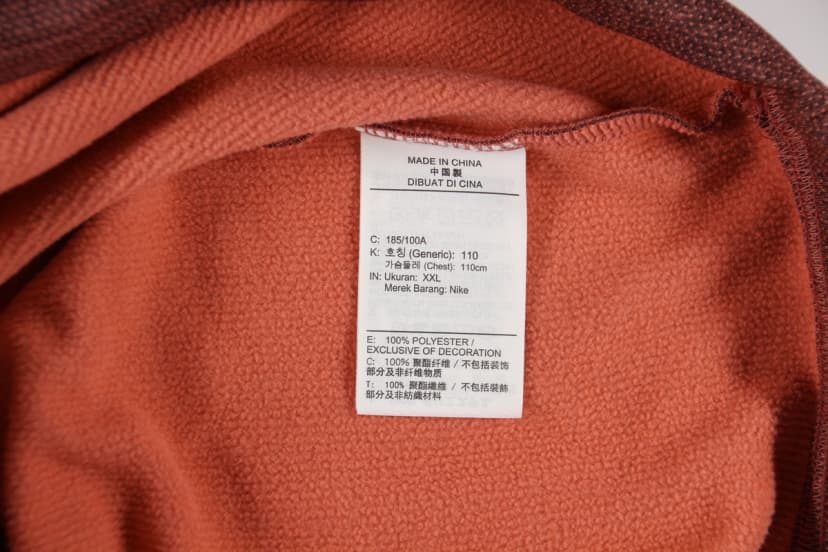 MADE IN CHINA
中国製
DIBUAT DI CINA
C: 185/100A
K: 호칭 (Generic): 110
가슴둘레 (Chest): 110cm
IN: Ukuran: XXL
Merek Barang: Nike
E: 100% POLYESTER /
EXCLUSIVE OF DECORATION
C: 100% 聚酯纤维 / 不包括装饰
部分及非纤维物质
T: 100% 聚酯纖維 / 不包括裝飾
部分及非紡織材料